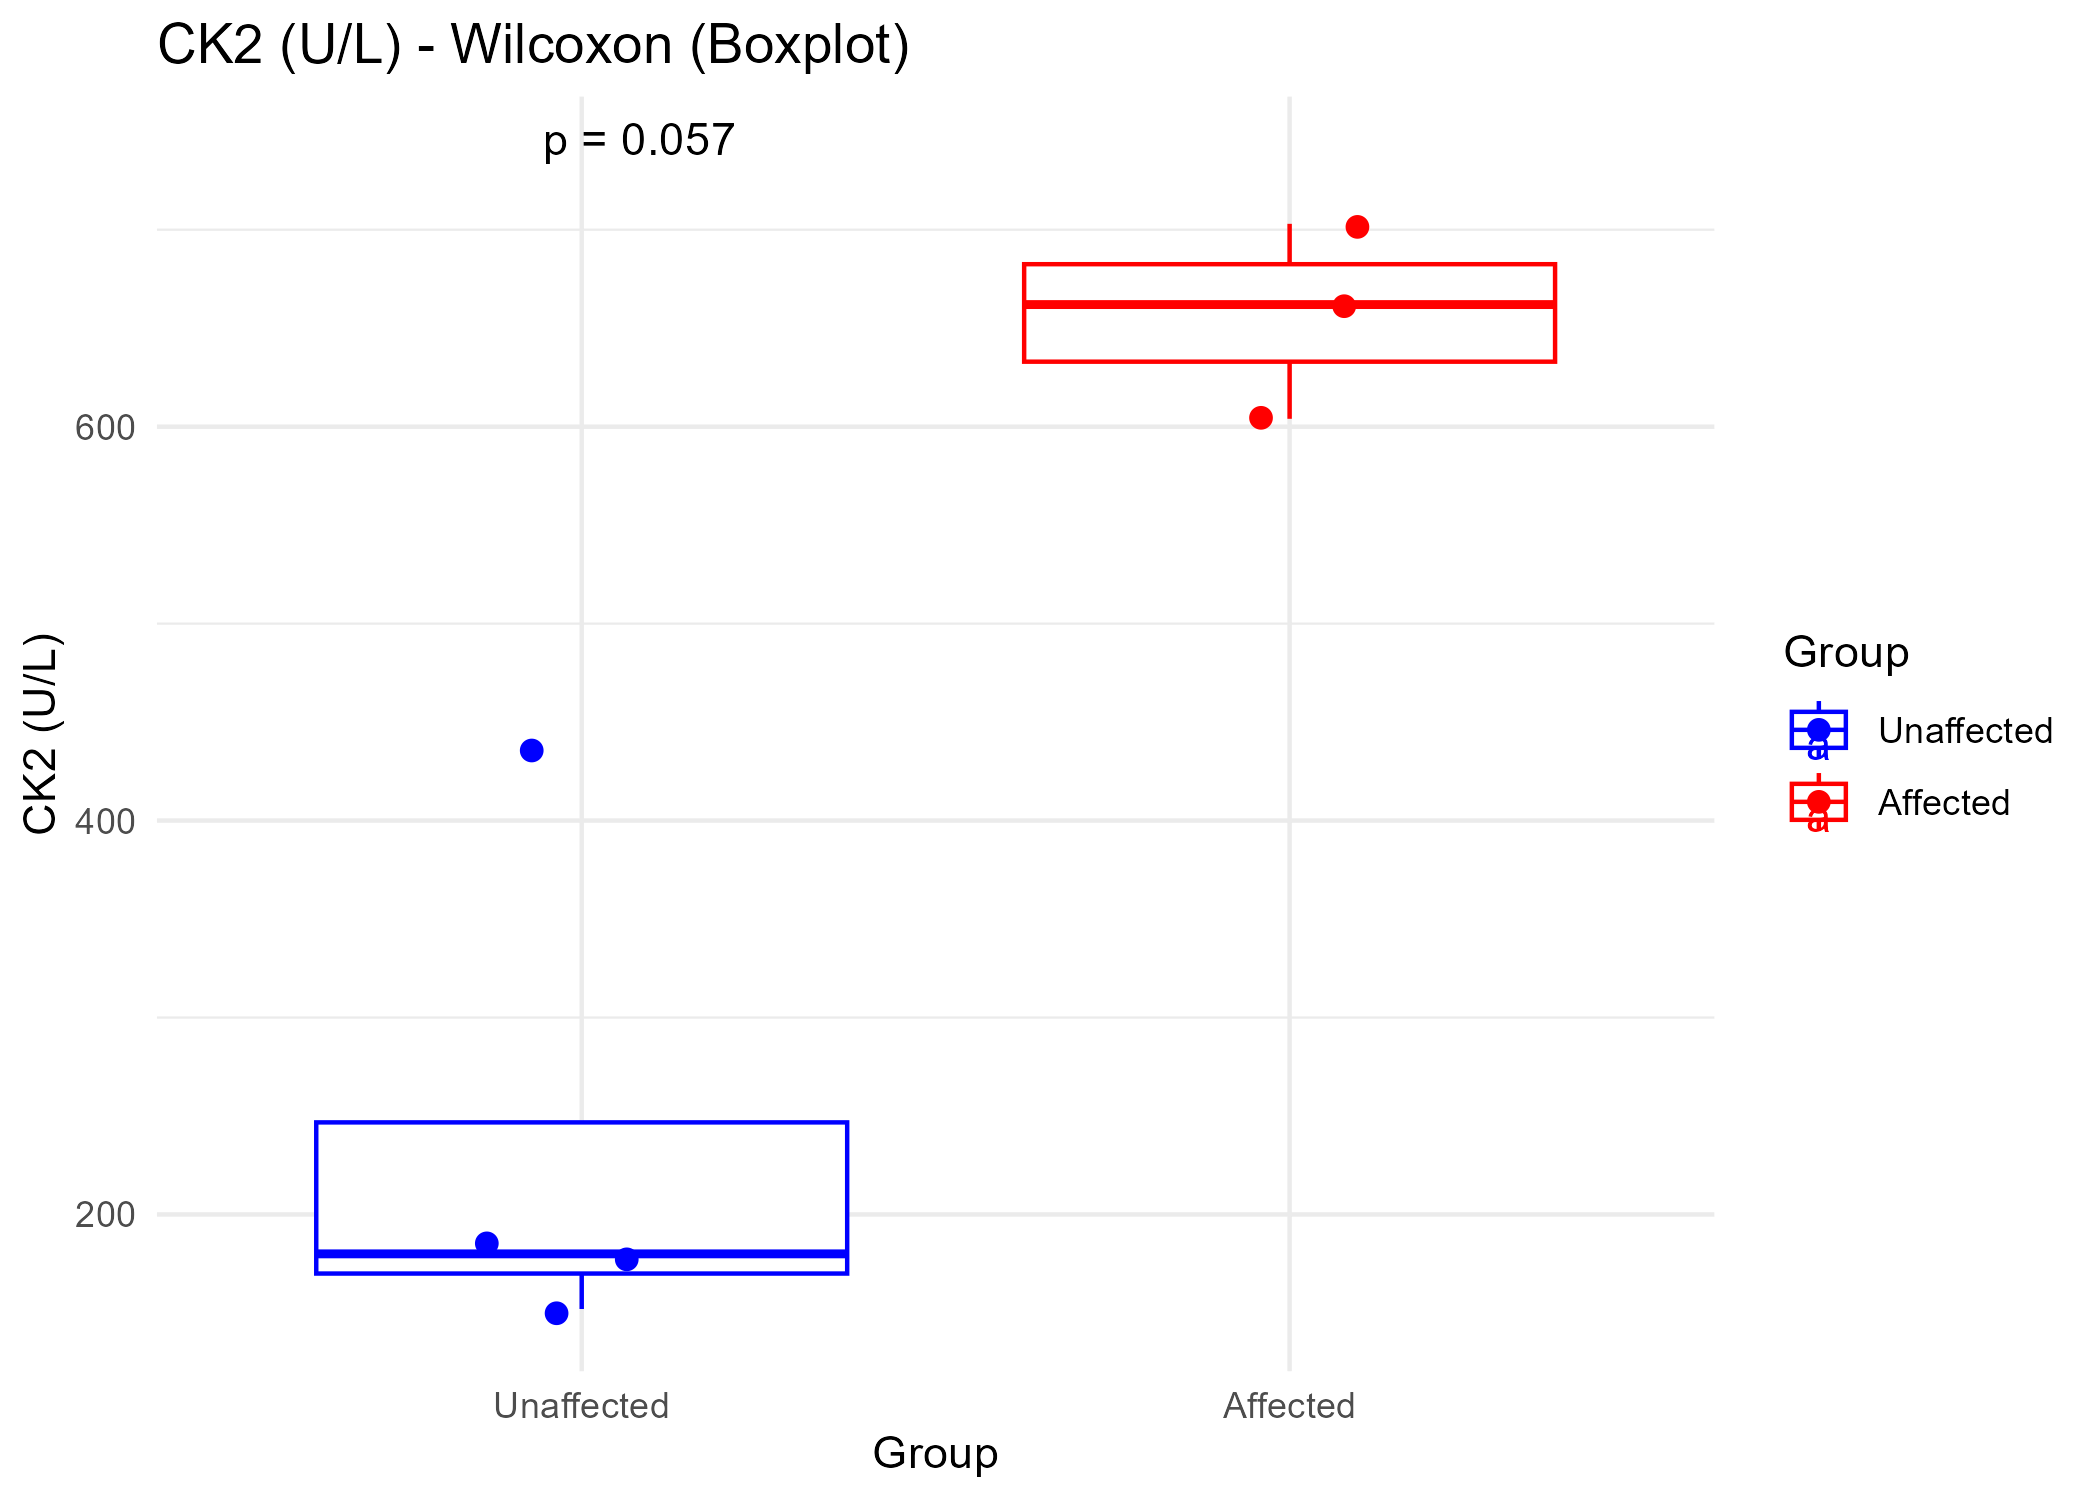 CK2 (U/L) - Wilcoxon (Boxplot)
p = 0.057
CK2 (U/L)
600
400
200
Unaffected
Affected
Group
Group
a
Unaffected
a
Affected